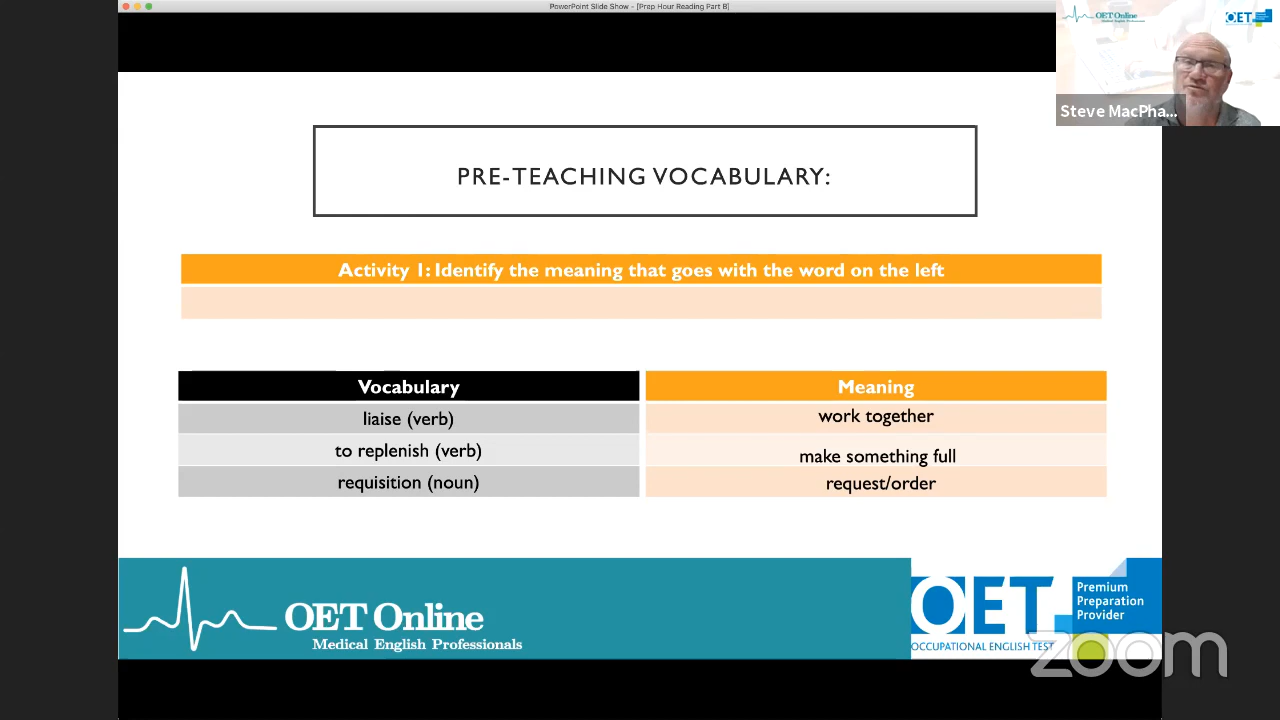 PowerPoint Slide Show - [Prep Hour Reading Part B]
OET Online
OET
Steve MacPha...
PRE-TEACHING VOCABULARY:
Activity 1: Identify the meaning that goes with the word on the left
Vocabulary Meaning
liaise (verb) work together
to replenish (verb) make something full
requisition (noun) request/order
OET Online
Medical English Professionals
OET
OCCUPATIONAL ENGLISH TEST
Premium
Preparation
Provider
zoom